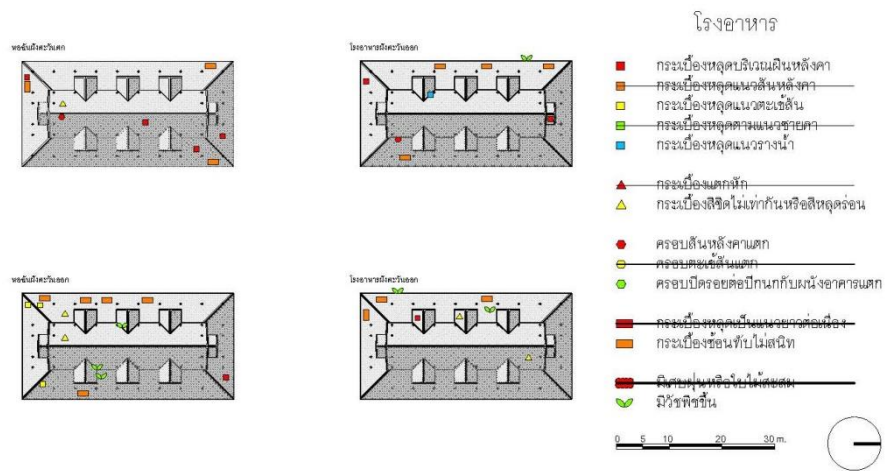 โรงอาหาร
หอฉันฝั่งตะวันตก
โรงอาหารฝั่งตะวันออก
หอฉันฝั่งตะวันออก
โรงอาหารฝั่งตะวันออก
กระเบื้องหลุดบริเวณผืนหลังคา
กระเบื้องหลุดแนวสันหลังคา
กระเบื้องหลุดแนวตะเข้สัน
กระเบื้องหลุดตามแนวชายคา
กระเบื้องหลุดแนวรางน้ำ
กระเบื้องแตกหัก
กระเบื้องสีซีดไม่เท่ากันหรือสีหลุดร่อน
ครอบสันหลังคาแตก
ครอบตะเข้สันแตก
ครอบปีดรอยต่อปีกนกกับผนังอาคารแตก
กระเบื้องหลุดเป็นแนวยาวต่อเนื่อง
กระเบื้องซ้อนทับไม่สนิท
มีเศษฝุ่นหรือใบไม้สะสม
มีวัชพืชขึ้น
0 5 10 20 30 m.